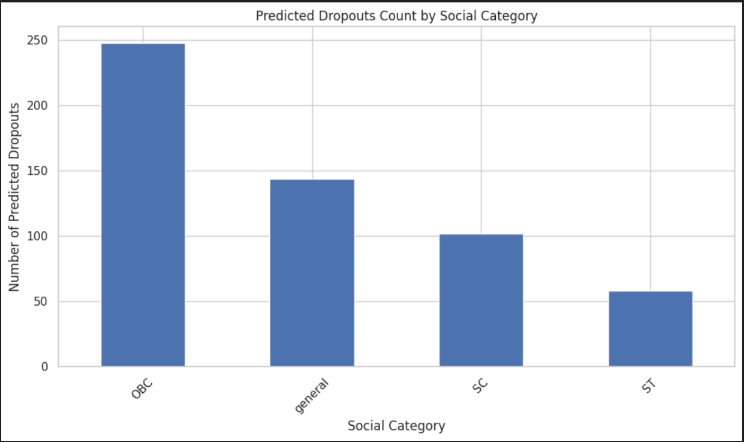 Predicted Dropouts Count by Social Category
Number of Predicted Dropouts
250
200
150
100
50
0
OBC
general
SC
ST
Social Category